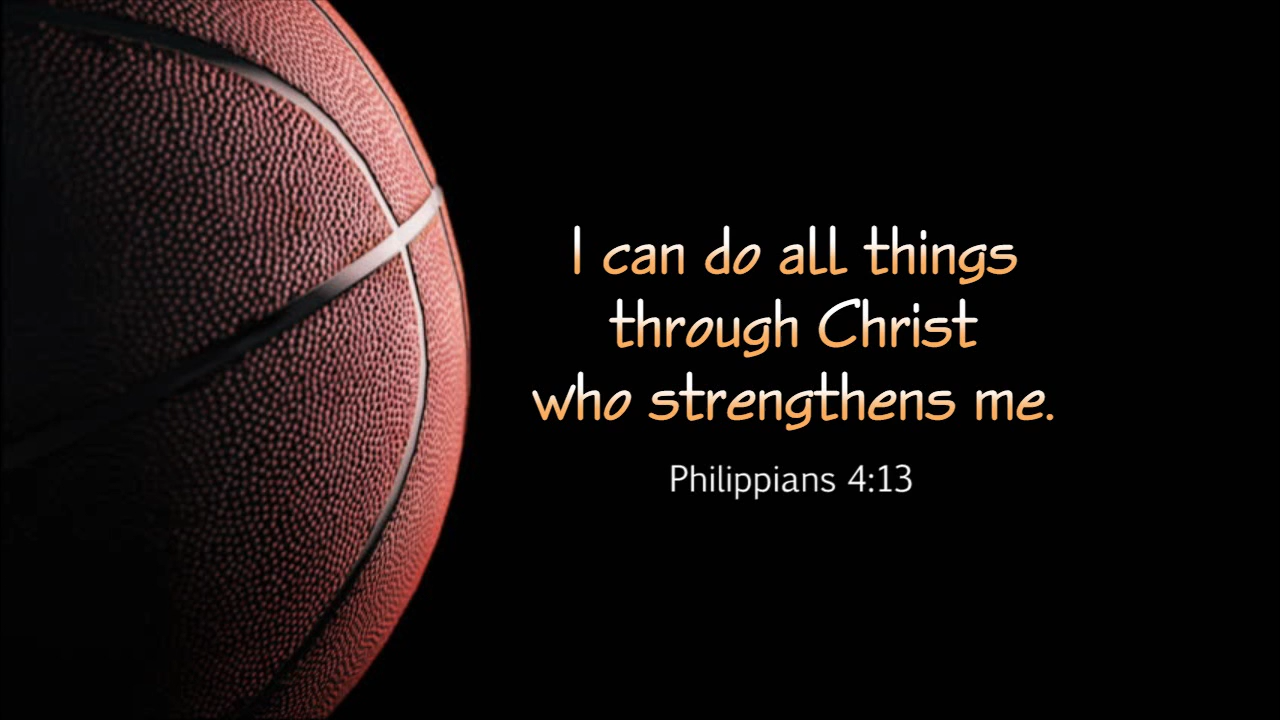 I can do all things
through Christ
who strengthens me.
Philippians 4:13